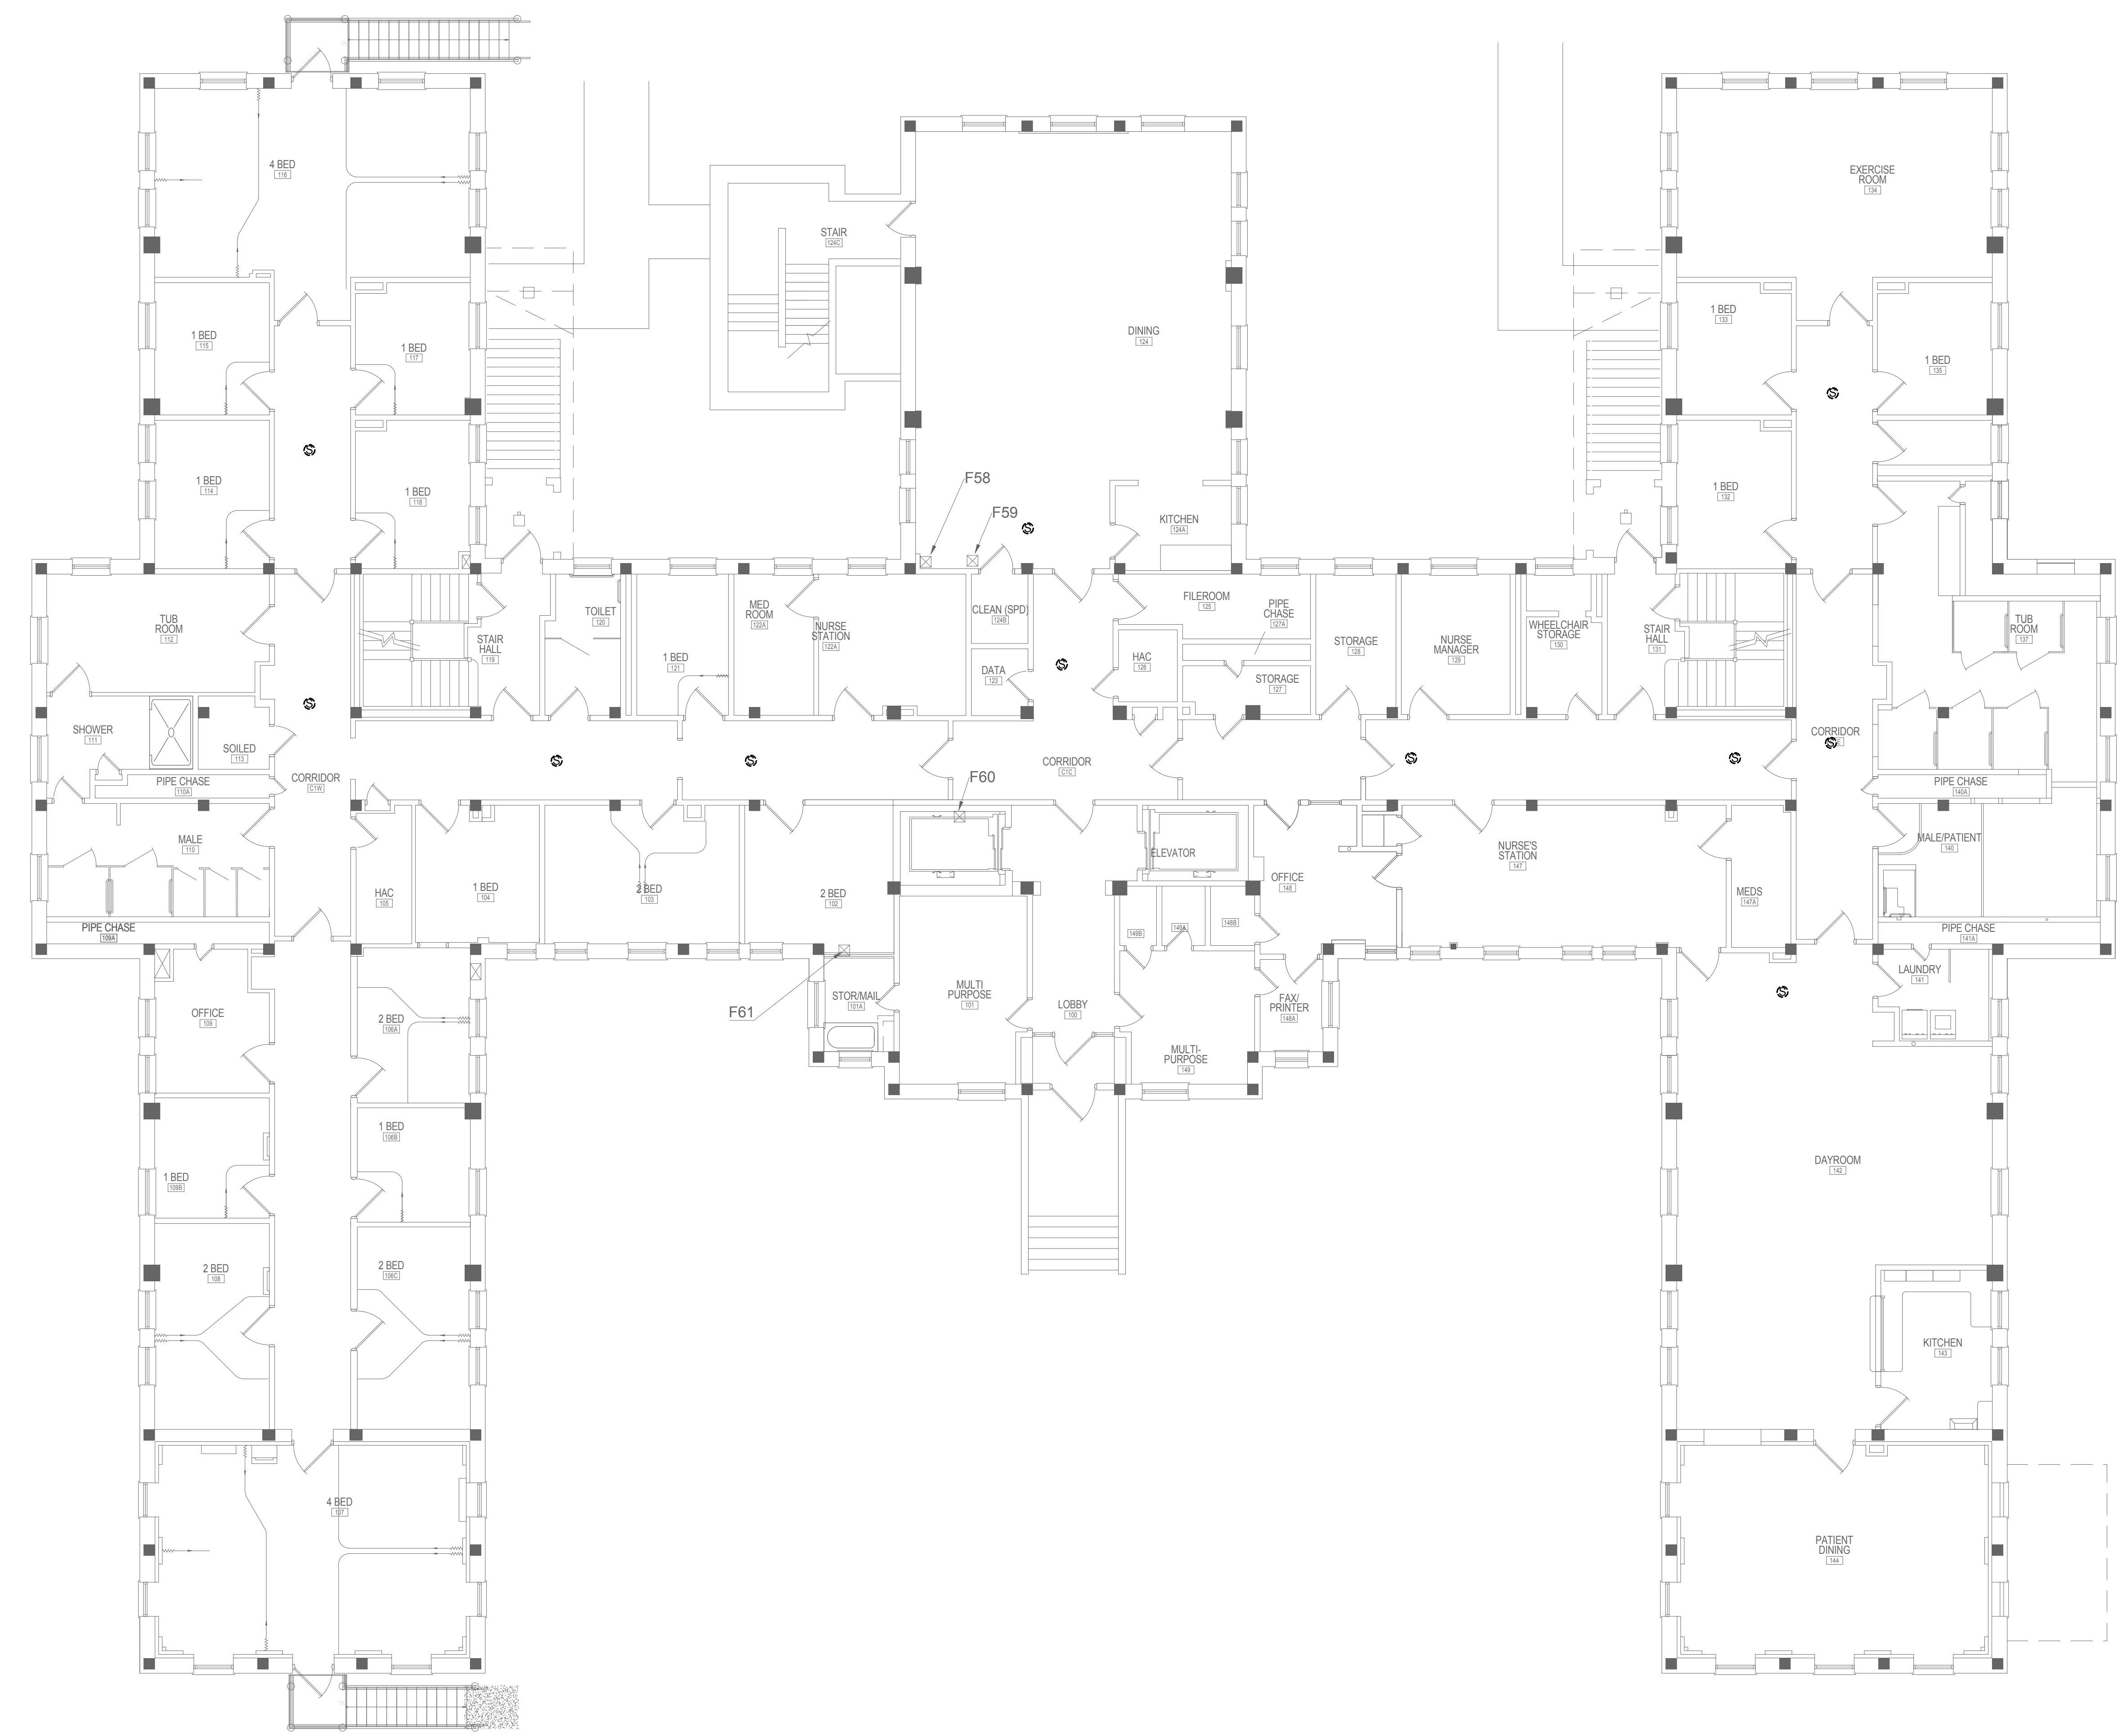 4 BED
116
EXERCISE
ROOM
134
STAIR
124C
DINING
124
1 BED
115
1 BED
117
1 BED
133
1 BED
135
1 BED
114
1 BED
118
F58
F59
KITCHEN
124A
1 BED
132
TUB
ROOM
112
STAIR
HALL
119
TOILET
120
1 BED
121
MED
ROOM
122A
NURSE
STATION
122A
CLEAN (SPD)
124B
DATA
123
FILEROOM
125
PIPE
CHASE
127A
HAC
126
STORAGE
127
STORAGE
128
NURSE
MANAGER
129
WHEELCHAIR
STORAGE
130
STAIR
HALL
131
TUB
ROOM
137
SHOWER
111
SOILED
113
PIPE CHASE
110A
CORRIDOR
C1W
CORRIDOR
C1C
CORRIDOR
PIPE CHASE
140A
F60
MALE
110
HAC
105
1 BED
104
2 BED
103
2 BED
102
ELEVATOR
OFFICE
148
NURSE'S
STATION
147
MEDS
147A
MALE/PATIENT
140
PIPE CHASE
109A
149B
149A
148B
PIPE CHASE
141A
OFFICE
109
2 BED
106A
F61
STOR/MAIL
101A
MULTI
PURPOSE
101
LOBBY
100
FAX/
PRINTER
148A
LAUNDRY
141
MULTI-
PURPOSE
149
1 BED
106B
1 BED
109B
DAYROOM
142
2 BED
108
2 BED
106C
KITCHEN
143
4 BED
107
PATIENT
DINING
144
S
S
S
S
S
S
S
S
S
S
S